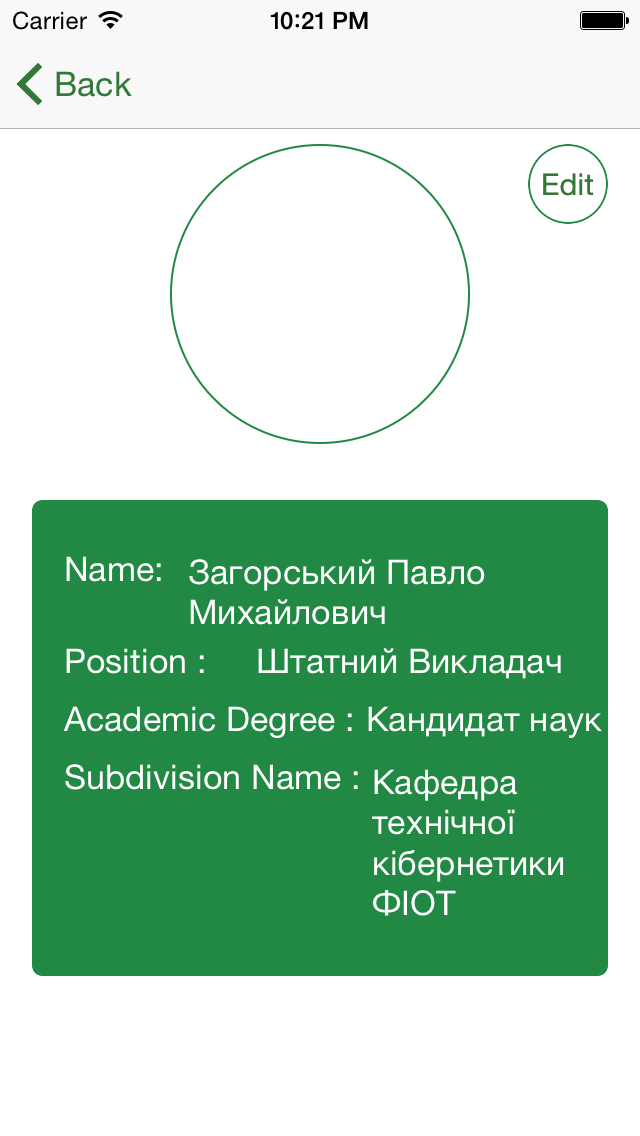 Carrier 10:21 PM
Back
Edit
Name: Загорський Павло
Михайлович
Position : Штатний Викладач
Academic Degree : Кандидат наук
Subdivision Name : Кафедра
технічної
кібернетики
ФІОТ